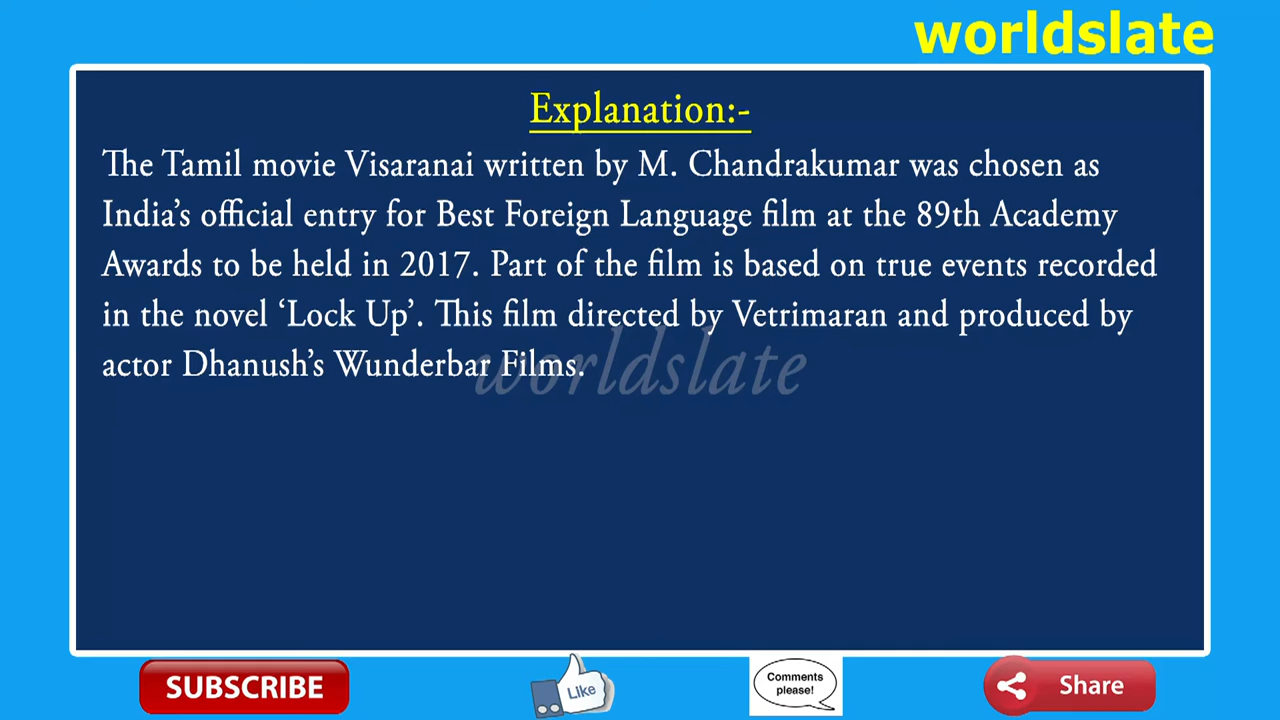 worldslate
Explanation:-
The Tamil movie Visaranai written by M. Chandrakumar was chosen as
India's official entry for Best Foreign Language film at the 89th Academy
Awards to be held in 2017. Part of the film is based on true events recorded
in the novel ‘Lock Up’. This film directed by Vetrimaran and produced by
actor Dhanush’s Wunderbar Films.
worldslate
SUBSCRIBE
Like
Comments
please!
Share